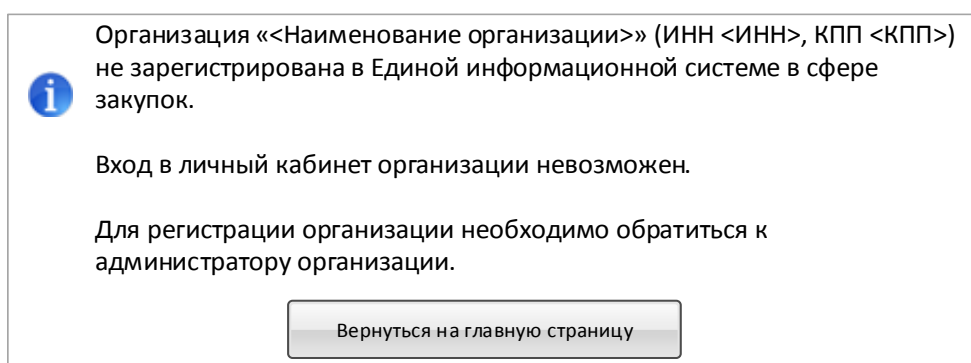 Организация «<Наименование организации>» (ИНН <ИНН>, КПП <КПП>)
не зарегистрирована в Единой информационной системе в сфере
закупок.
Вход в личный кабинет организации невозможен.
Для регистрации организации необходимо обратиться к
администратору организации.
Вернуться на главную страницу